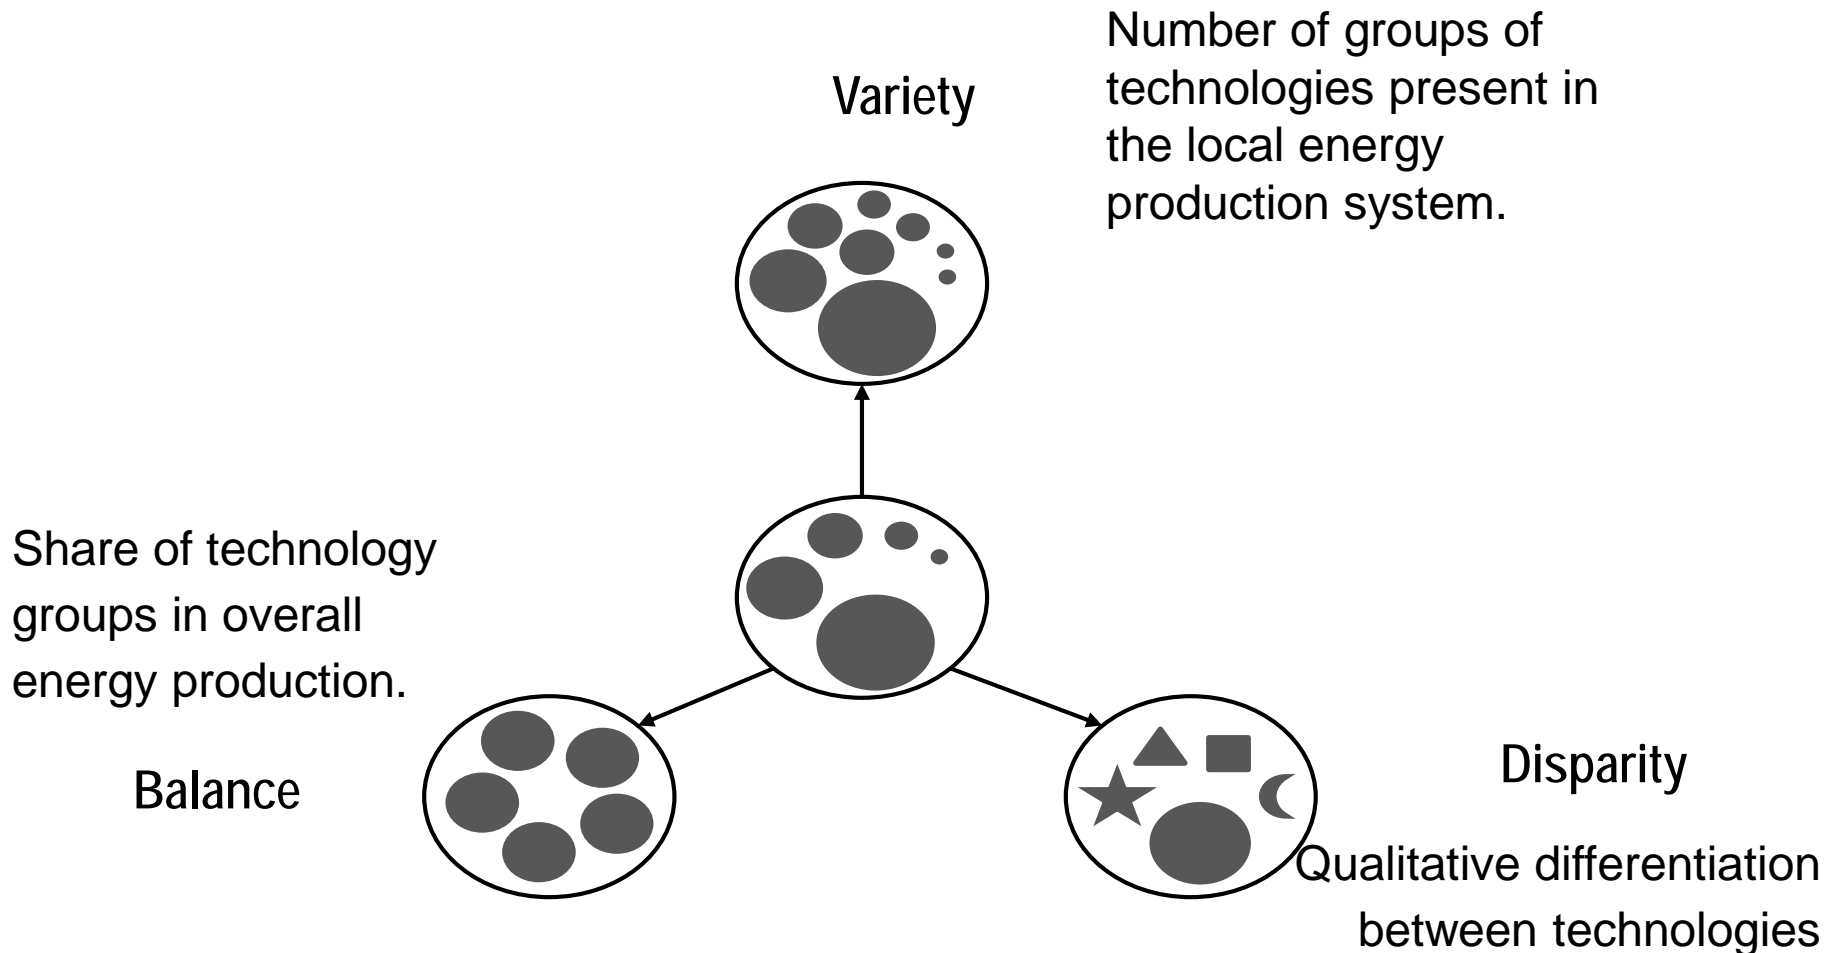 Variety
Number of groups of
technologies present in
the local energy
production system.
Share of technology
groups in overall
energy production.
Balance
Disparity
Qualitative differentiation
between technologies